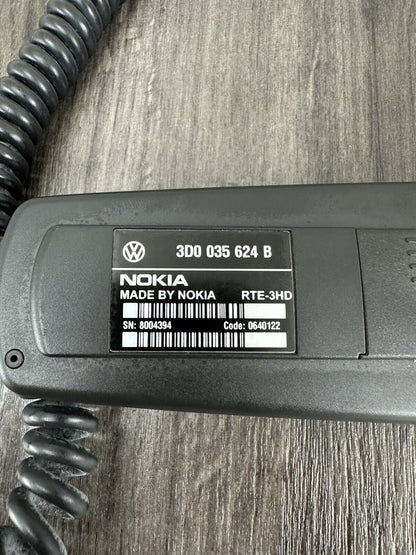 3D0 035 624 B
NOKIA
MADE BY NOKIA RTE-3HD
SN: 8004394 Code: 0640122